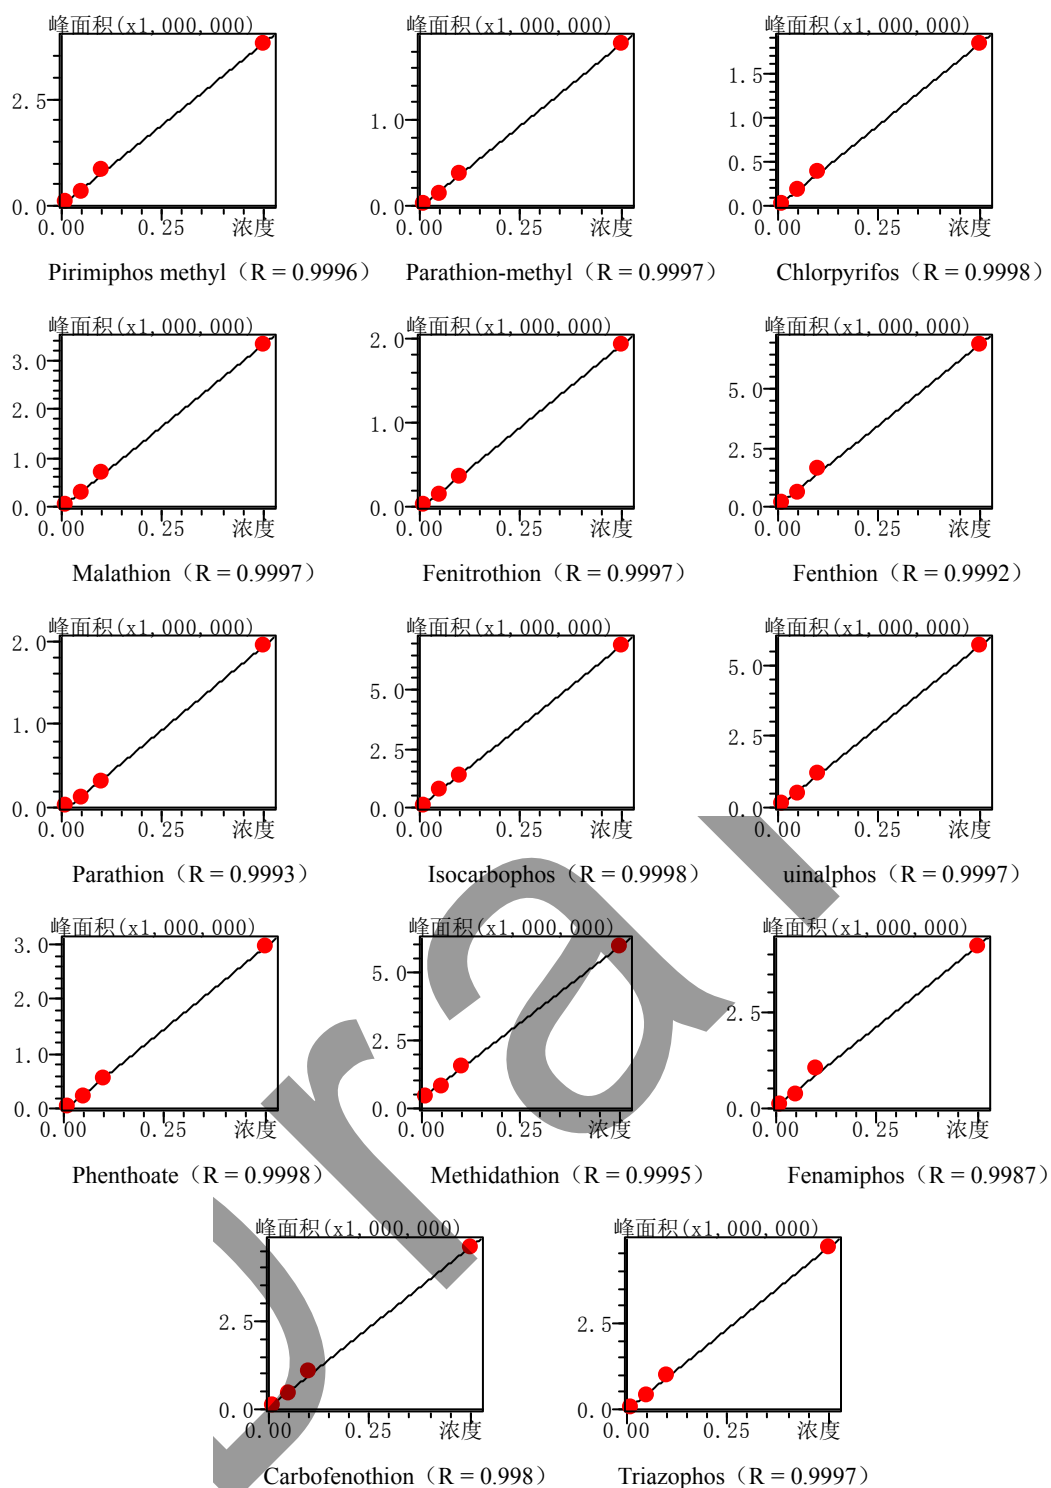 峰面积(x1,000,000) 峰面积(x1,000,000) 峰面积(x1,000,000)
2.5 1.0 1.5
1.0
0.5
0.0 0.0 0.0
0.00 0.25 浓度 0.00 0.25 浓度 0.00 0.25 浓度
Pirimiphos methyl（R = 0.9996） Parathion-methyl（R = 0.9997） Chlorpyrifos（R = 0.9998）
峰面积(x1,000,000) 峰面积(x1,000,000) 峰面积(x1,000,000)
3.0 2.0 5.0
2.0 1.0 2.5
1.0
0.0 0.0 0.0
0.00 0.25 浓度 0.00 0.25 浓度 0.00 0.25 浓度
Malathion（R = 0.9997） Fenitrothion（R = 0.9997） Fenthion（R = 0.9992）
峰面积(x1,000,000) 峰面积(x1,000,000) 峰面积(x1,000,000)
2.0 5.0 5.0
1.0 2.5 2.5
0.0 0.0 0.0
0.00 0.25 浓度 0.00 0.25 浓度 0.00 0.25 浓度
Parathion（R = 0.9993） Isocarbophos（R = 0.9998） uinalphos（R = 0.9997）
峰面积(x1,000,000) 峰面积(x1,000,000) 峰面积(x1,000,000)
3.0 5.0 2.5
2.0 2.5
1.0
0.0 0.0 0.0
0.00 0.25 浓度 0.00 0.25 浓度 0.00 0.25 浓度
Phenthoate（R = 0.9998） Methidathion（R = 0.9995） Fenamiphos（R = 0.9987）
峰面积(x1,000,000) 峰面积(x1,000,000)
2.5 2.5
0.0 0.0
0.00 0.25 浓度 0.00 0.25 浓度
Carbofenothion（R = 0.998） Triazophos（R = 0.9997）